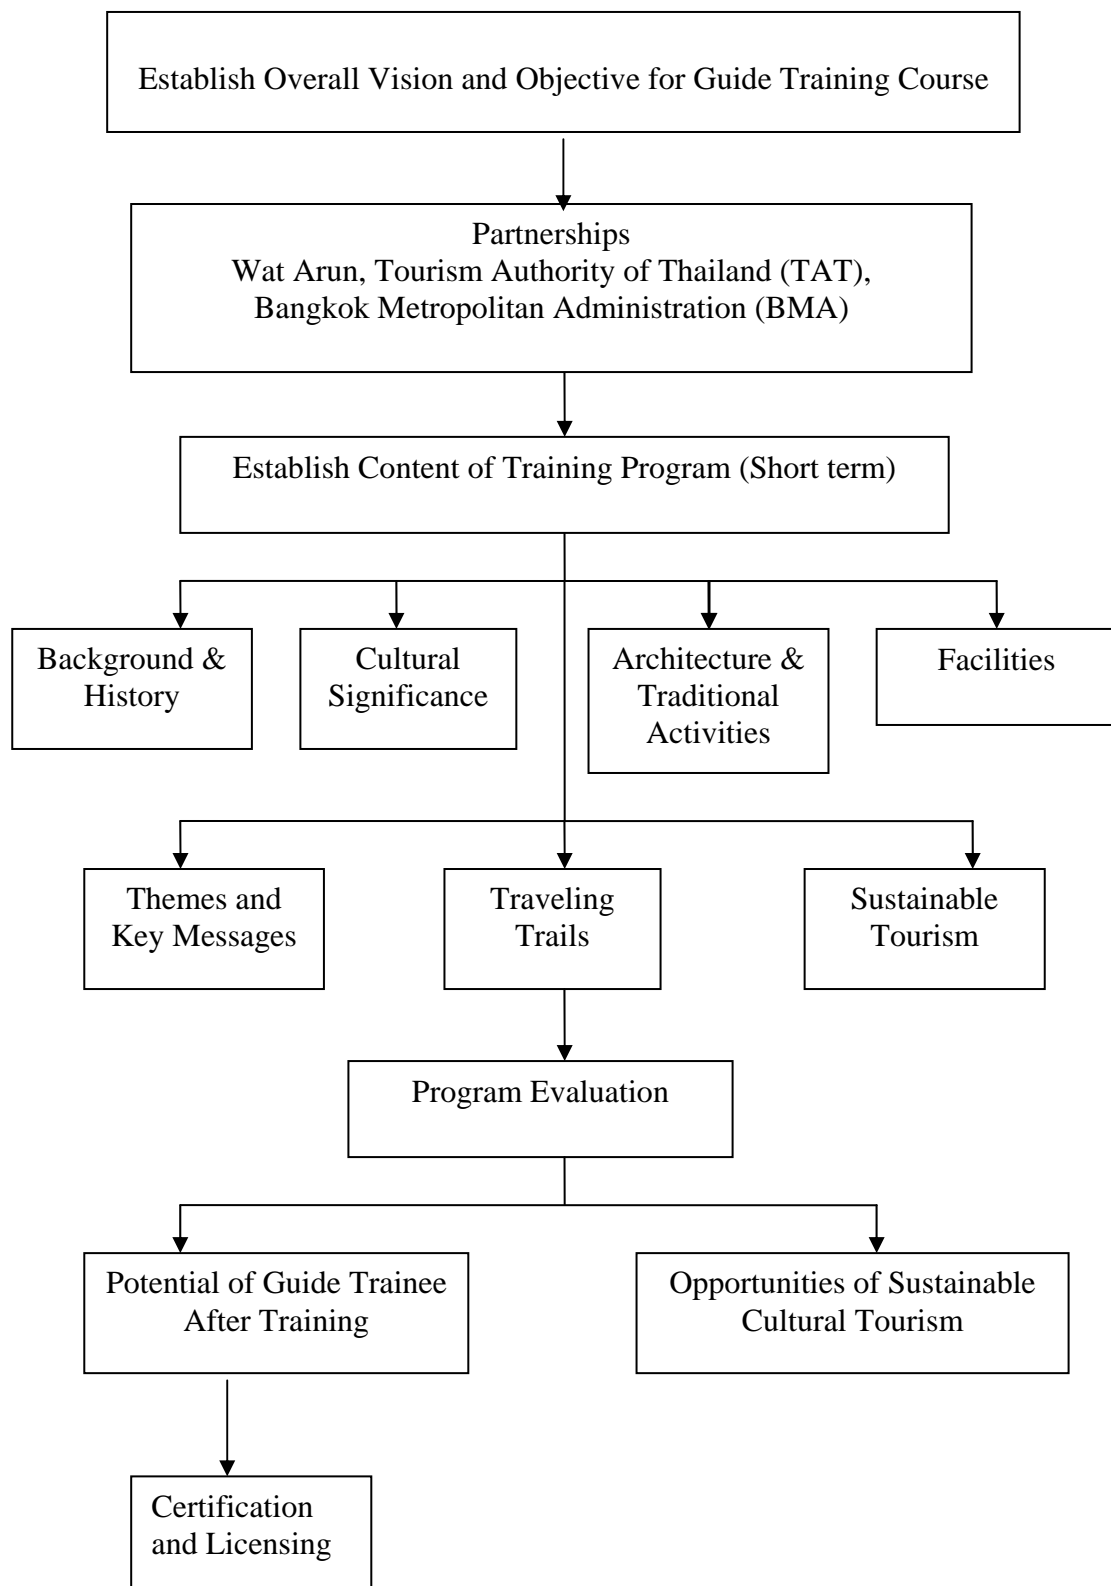 Establish Overall Vision and Objective for Guide Training Course
Partnerships
Wat Arun, Tourism Authority of Thailand (TAT),
Bangkok Metropolitan Administration (BMA)
Establish Content of Training Program (Short term)
Background &
History
Cultural
Significance
Architecture &
Traditional
Activities
Facilities
Themes and
Key Messages
Traveling
Trails
Sustainable
Tourism
Program Evaluation
Potential of Guide Trainee
After Training
Opportunities of Sustainable
Cultural Tourism
Certification
and Licensing